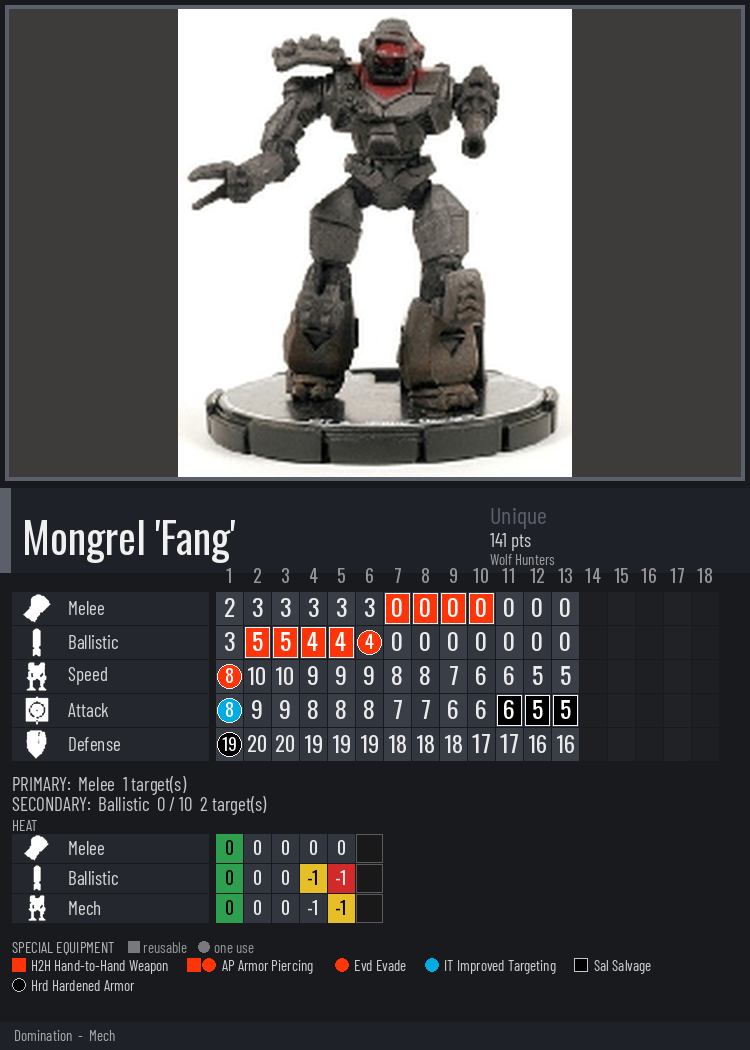 Mongrel 'Fang'
Unique
141 pts
Wolf Hunters
1 2 3 4 5 6 7 8 9 10 11 12 13 14 15 16 17 18
Melee 2 3 3 3 3 3 0 0 0 0 0 0 0
Ballistic 3 5 5 4 4 4 0 0 0 0 0 0 0
Speed 8 10 10 9 9 9 8 8 7 6 6 5 5
Attack 8 9 9 8 8 8 7 7 6 6 6 5 5
Defense 19 20 20 19 19 19 18 18 18 17 17 16 16
PRIMARY: Melee 1 target(s)
SECONDARY: Ballistic 0 / 10 2 target(s)
HEAT
Melee 0 0 0 0 0
Ballistic 0 0 0 -1 -1
Mech 0 0 0 -1 -1
SPECIAL EQUIPMENT reusable one use
H2H Hand-to-Hand Weapon AP Armor Piercing Evd Evade IT Improved Targeting Sal Salvage
Hrd Hardened Armor
Domination - Mech